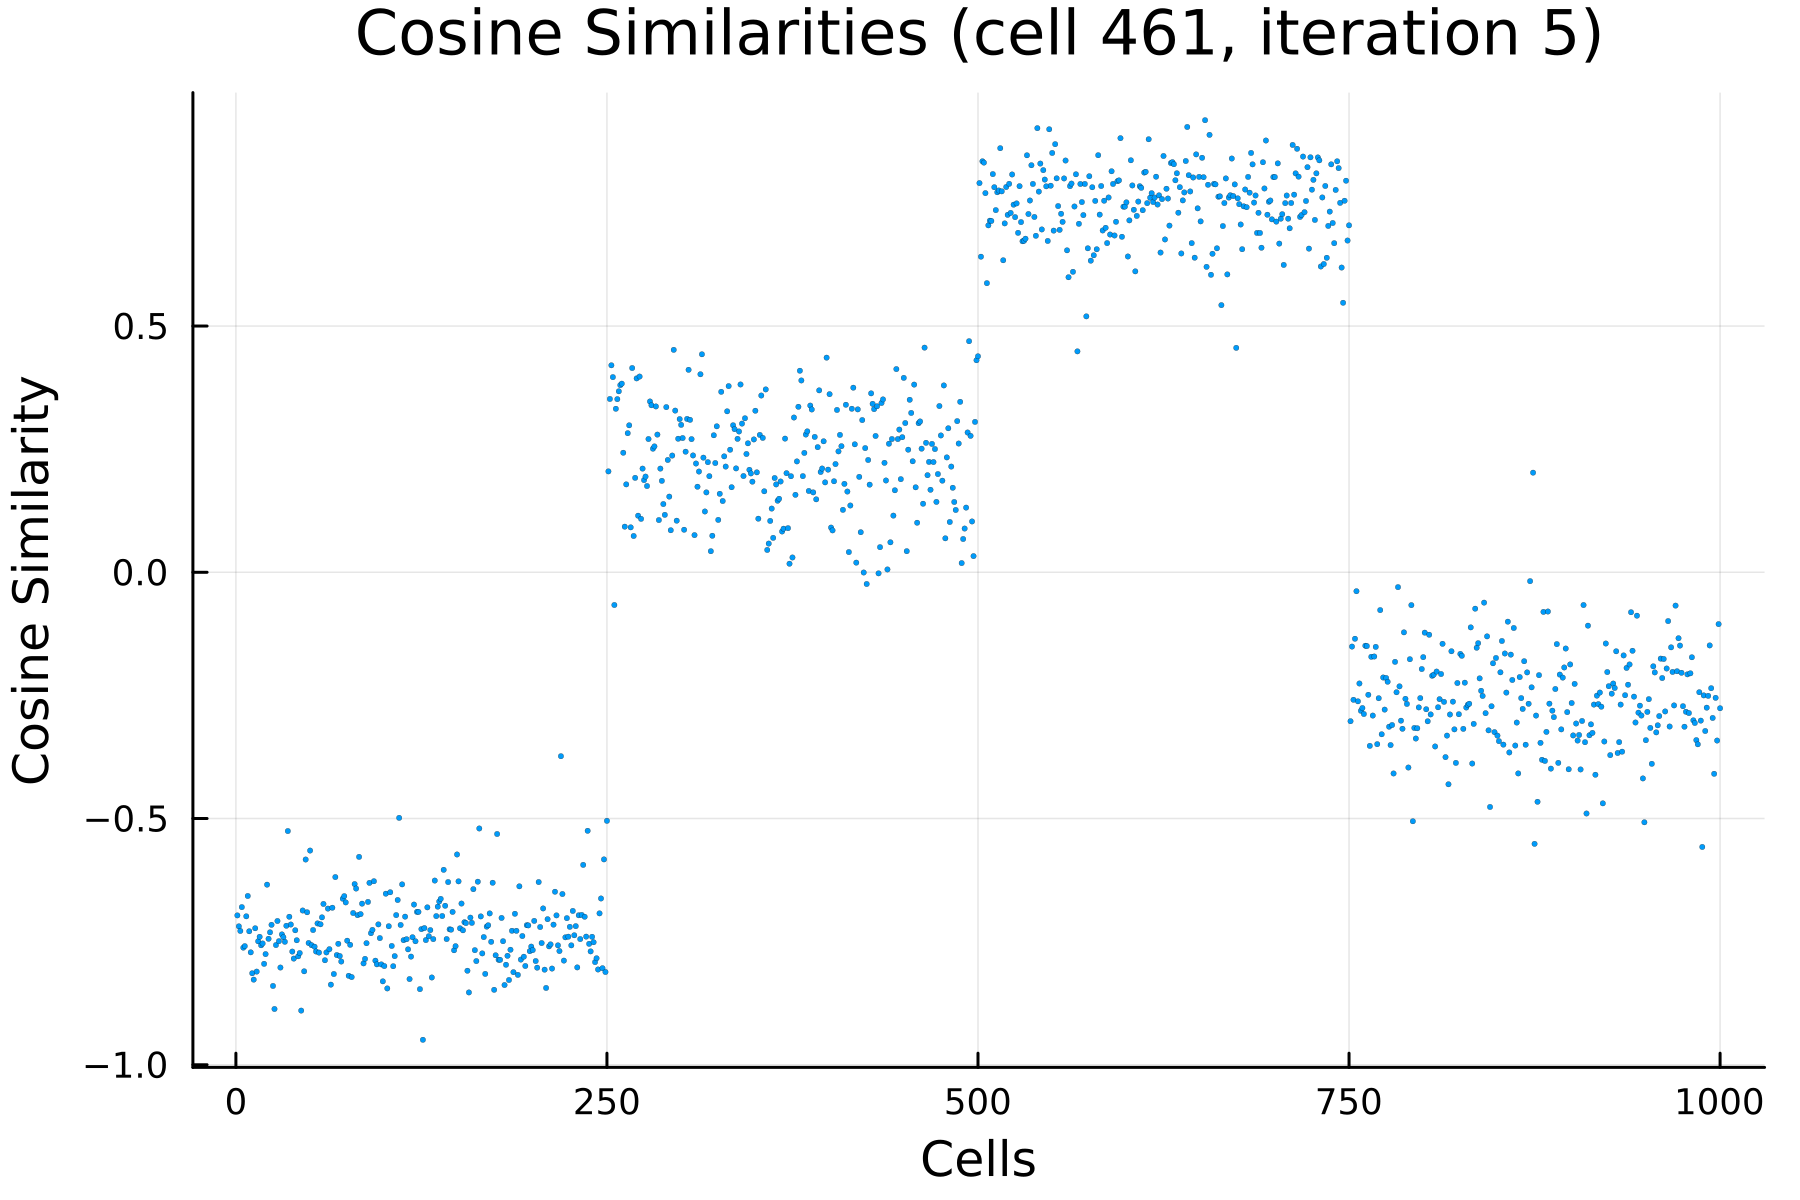 Cosine Similarities (cell 461, iteration 5)
Cosine Similarity
0.5
0.0
−0.5
−1.0
0 250 500 750 1000
Cells